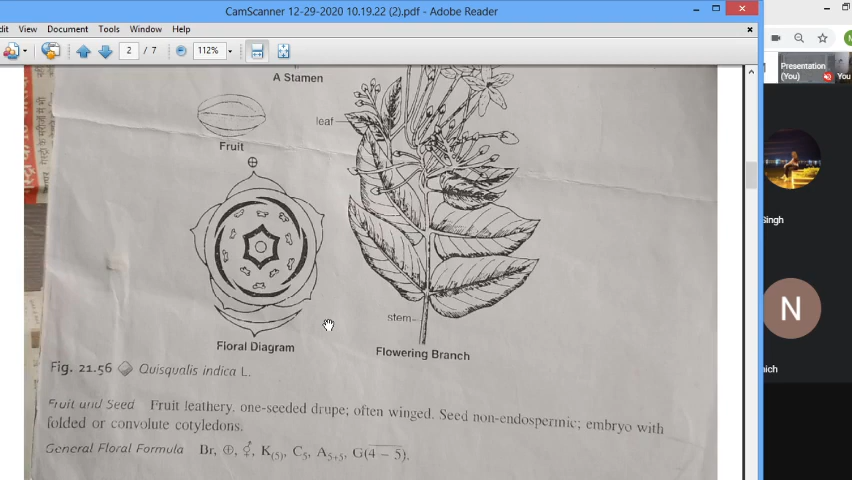 CamScanner 12-29-2020 10.19.22 (2).pdf - Adobe Reader
dit View Document Tools Window Help
2 / 7 112%
Presentation
(You) You
A Stamen
leaf
Fruit
stem
Floral Diagram
Flowering Branch
Fig. 21.56 Quisqualis indica L.
Fruit und Seed Fruit leathery, one-seeded drupe; often winged. Seed non-endospermic; embryo with
folded or convolute cotyledons.
General Floral Formula Br, ⊕, ⚥, K(5), C5, A5+5, G(4 – 5).
Singh
N
nich